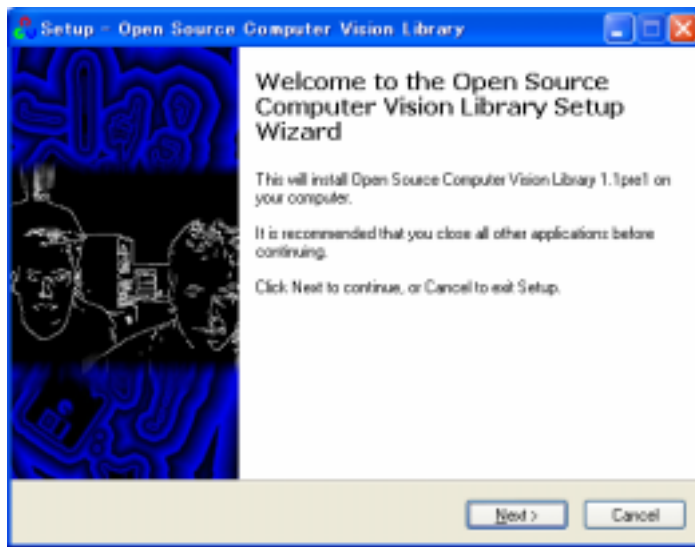 Setup - Open Source Computer Vision Library
Welcome to the Open Source
Computer Vision Library Setup
Wizard
This will install Open Source Computer Vision Library 1.1pre1 on
your computer.
It is recommended that you close all other applications before
continuing.
Click Next to continue, or Cancel to exit Setup.
Next >
Cancel